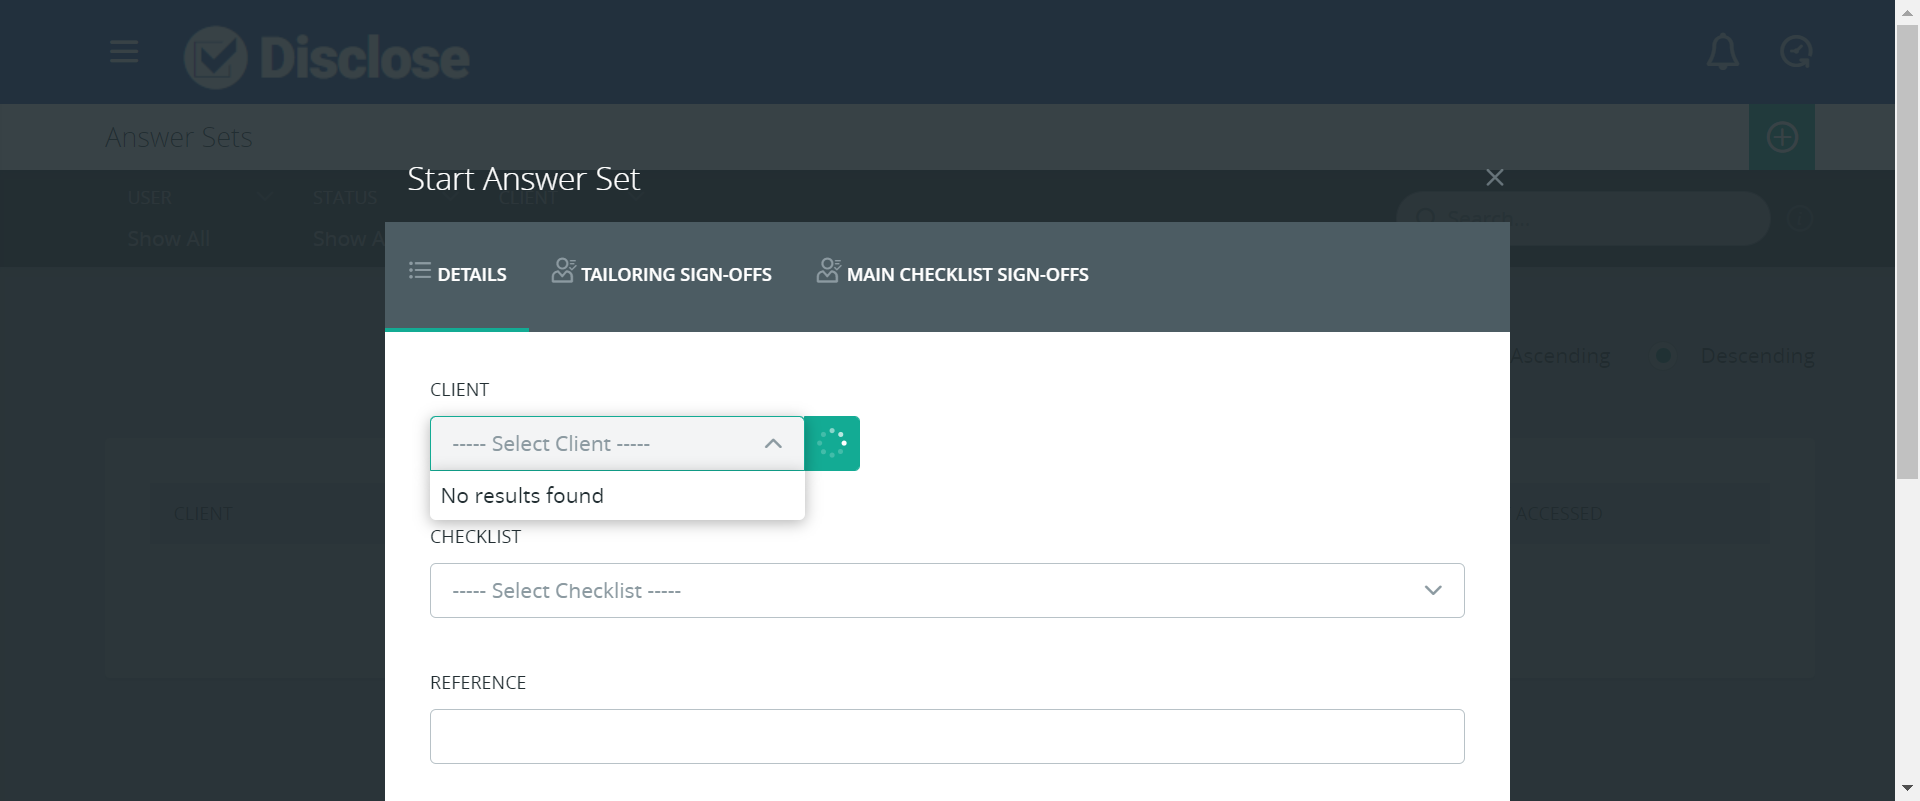 Disclose
Answer Sets
Start Answer Set
USER
STATUS
CLIENT
Search
Show All
Show A
DETAILS
TAILORING SIGN-OFFS
MAIN CHECKLIST SIGN-OFFS
Ascending
Descending
CLIENT
----- Select Client -----
No results found
CLIENT
ACCESSED
CHECKLIST
----- Select Checklist -----
REFERENCE